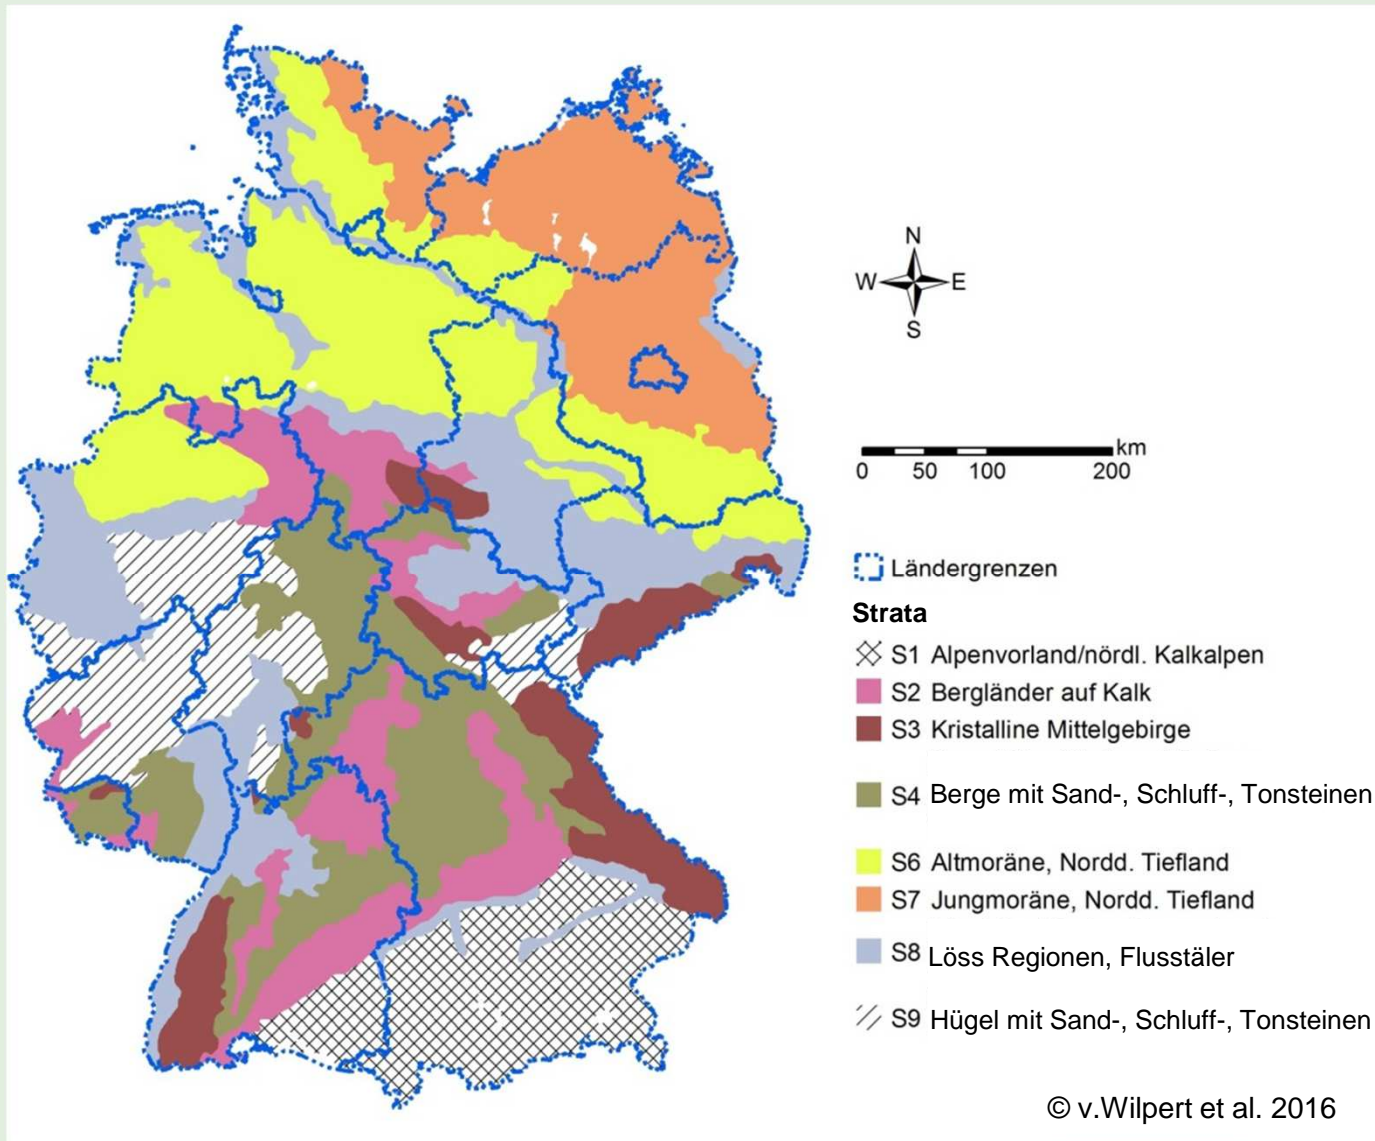 N
W E
S
km
0 50 100 200
Ländergrenzen
Strata
S1 Alpenvorland/nördl. Kalkalpen
S2 Bergländer auf Kalk
S3 Kristalline Mittelgebirge
S4 Berge mit Sand-, Schluff-, Tonsteinen
S6 Altmoräne, Nordd. Tiefland
S7 Jungmoräne, Nordd. Tiefland
S8 Löss Regionen, Flusstäler
S9 Hügel mit Sand-, Schluff-, Tonsteinen
© v.Wilpert et al. 2016